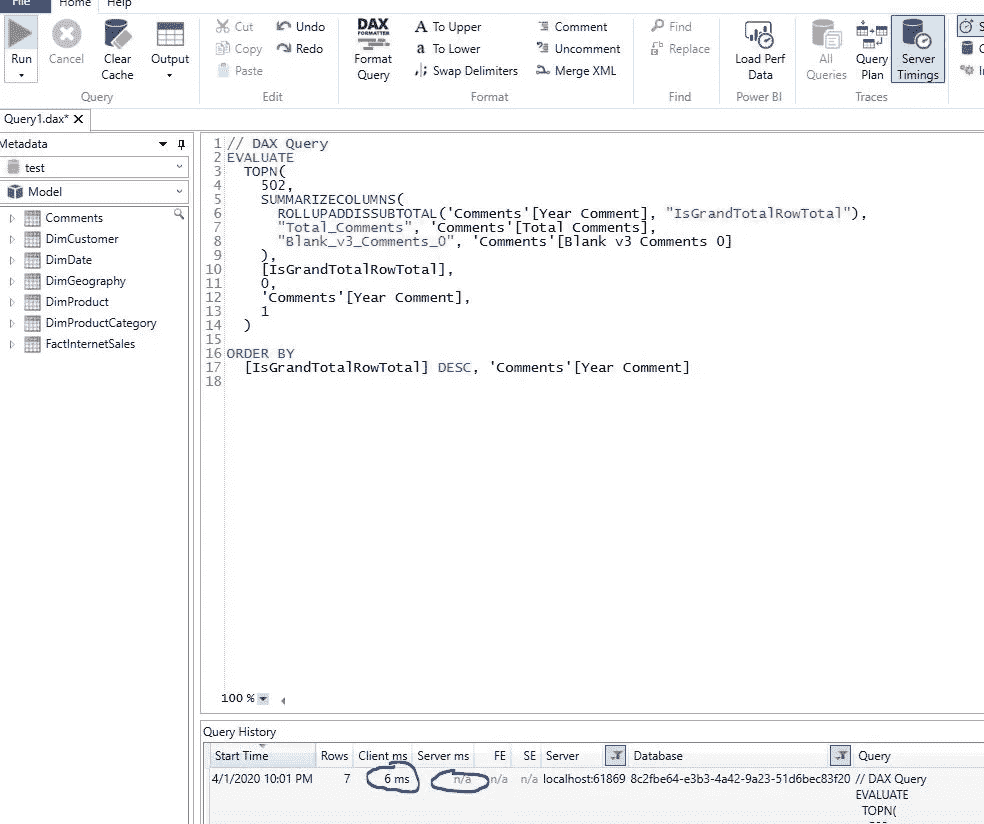 File Home Help
Run
Cancel
Clear Cache
Output
Query
Cut
Copy
Paste
Undo
Redo
Edit
DAX
FORMATTER
Format Query
To Upper
To Lower
Swap Delimiters
Comment
Uncomment
Merge XML
Format
Find
Replace
Find
Load Perf Data
Power BI
All Queries
Query Plan
Server Timings
Traces
Query1.dax*
Metadata
test
Model
Comments
DimCustomer
DimDate
DimGeography
DimProduct
DimProductCategory
FactInternetSales
1 // DAX Query
2 EVALUATE
3 TOPN(
4 502,
5 SUMMARIZECOLUMNS(
6 ROLLUPADDISSUBTOTAL('Comments'[Year Comment], "IsGrandTotalRowTotal"),
7 "Total_Comments", 'Comments'[Total Comments],
8 "Blank_v3_Comments_0", 'Comments'[Blank v3 Comments 0]
9 ),
10 [IsGrandTotalRowTotal],
11 0,
12 'Comments'[Year Comment],
13 1
14 )
15
16 ORDER BY
17 [IsGrandTotalRowTotal] DESC, 'Comments'[Year Comment]
18
100 %
Query History
Start Time Rows Client ms Server ms FE SE Server Database Query
4/1/2020 10:01 PM 7 6 ms n/a n/a n/a localhost:61869 8c2fbe64-e3b3-4a42-9a23-51d6bec83f20 // DAX Query
EVALUATE
TOPN(